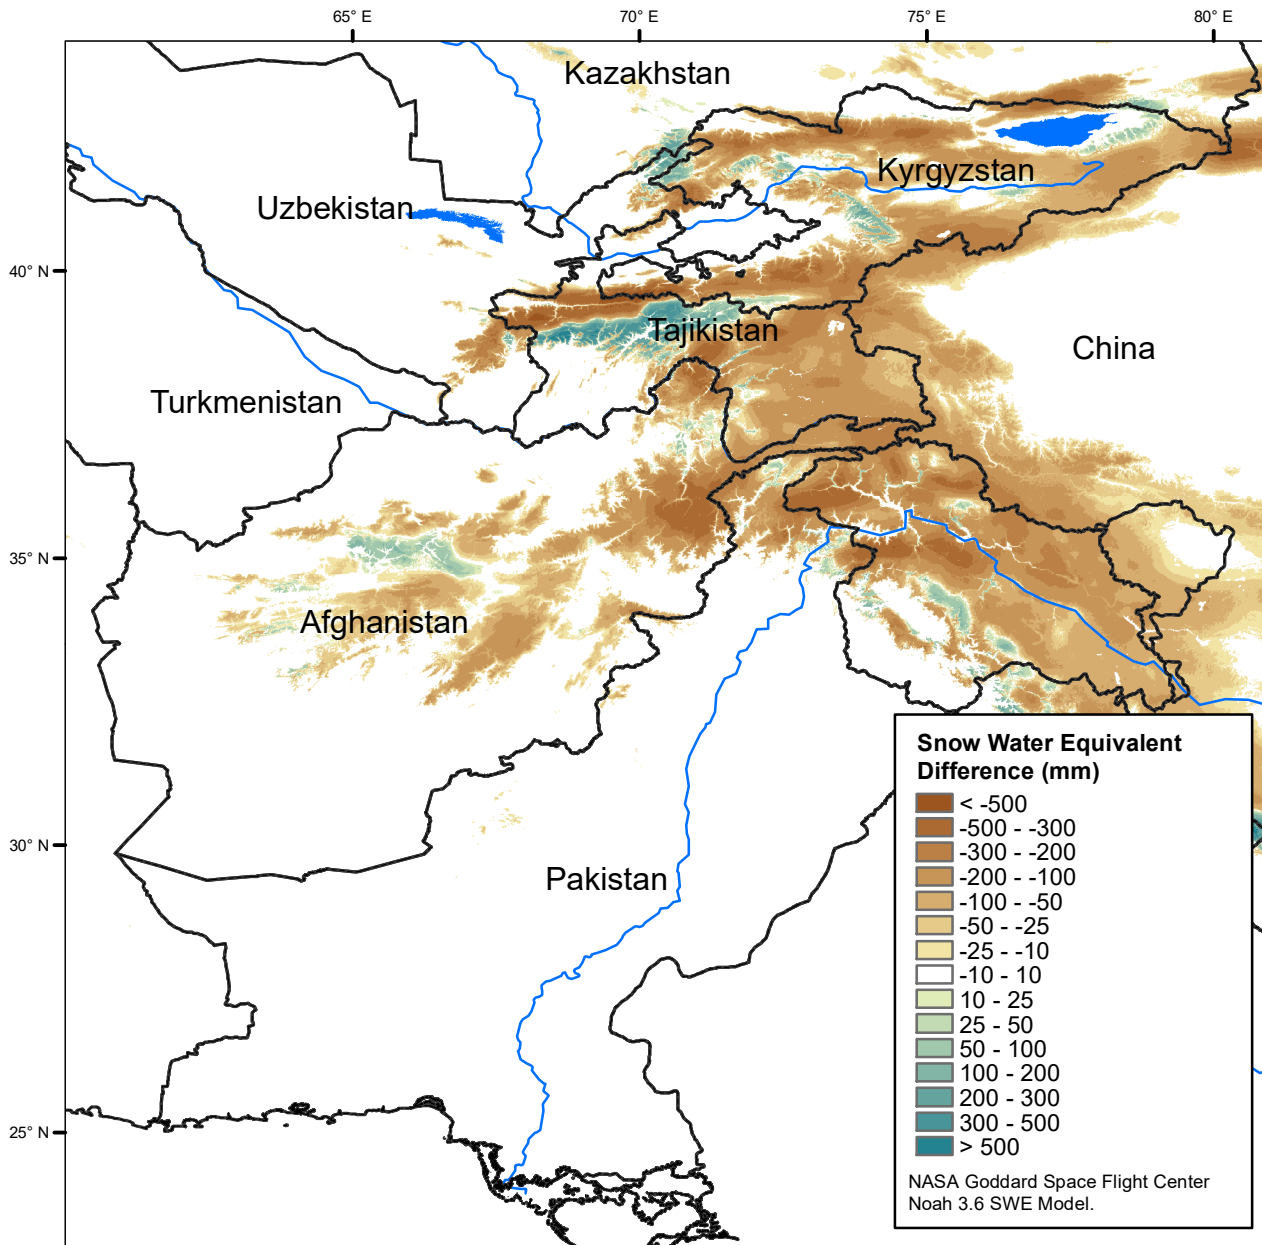 65° E
70° E
75° E
80° E
Kazakhstan
Kyrgyzstan
Uzbekistan
40° N
Tajikistan
China
Turkmenistan
35° N
Afghanistan
30° N
Pakistan
25° N
Snow Water Equivalent
Difference (mm)
< -500
-500 - -300
-300 - -200
-200 - -100
-100 - -50
-50 - -25
-25 - -10
-10 - 10
10 - 25
25 - 50
50 - 100
100 - 200
200 - 300
300 - 500
> 500
NASA Goddard Space Flight Center
Noah 3.6 SWE Model.